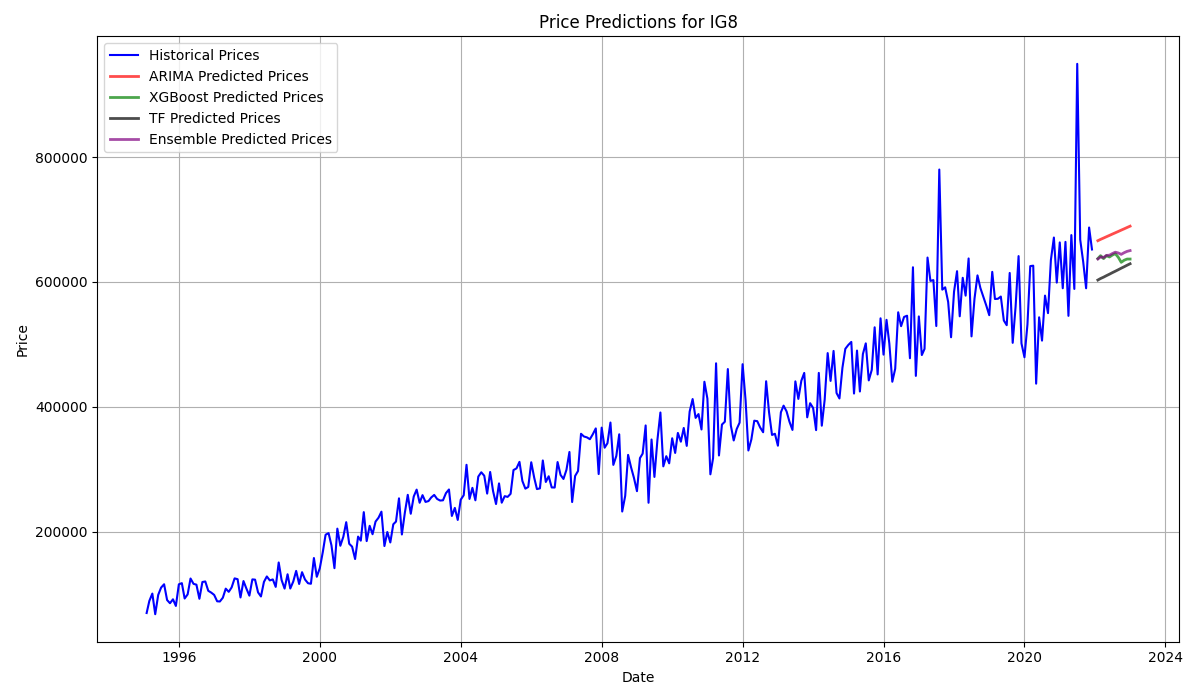 Price Predictions for IG8
Historical Prices
ARIMA Predicted Prices
XGBoost Predicted Prices
TF Predicted Prices
Ensemble Predicted Prices
Price
800000
600000
400000
200000
1996 2000 2004 2008 2012 2016 2020 2024
Date